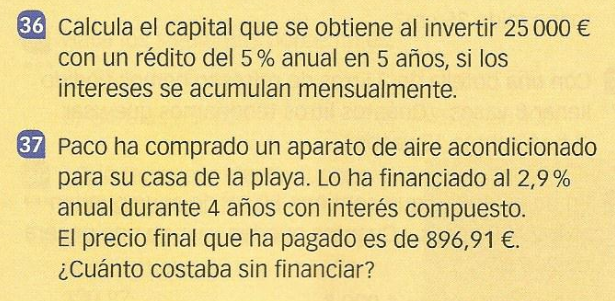 36 Calcula el capital que se obtiene al invertir 25 000 €
con un rédito del 5 % anual en 5 años, si los
intereses se acumulan mensualmente.
37 Paco ha comprado un aparato de aire acondicionado
para su casa de la playa. Lo ha financiado al 2,9 %
anual durante 4 años con interés compuesto.
El precio final que ha pagado es de 896,91 €.
¿Cuánto costaba sin financiar?